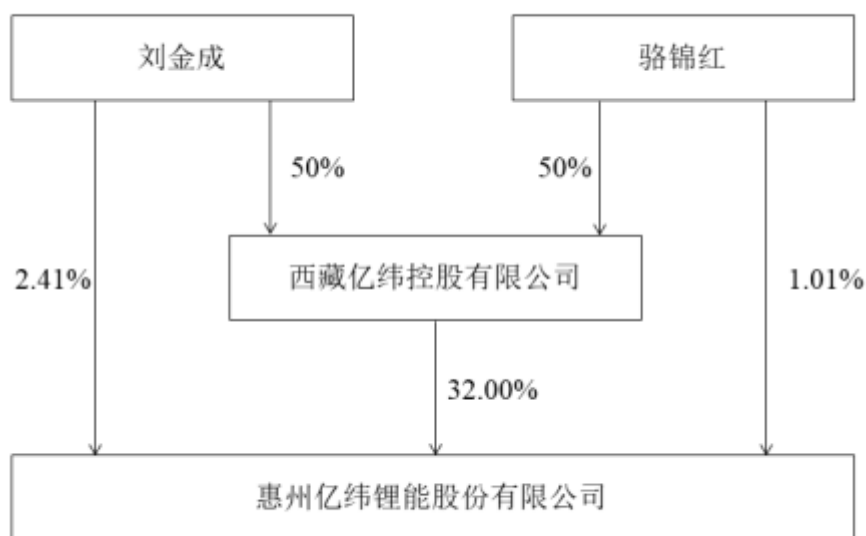 刘金成
骆锦红
50%
50%
西藏亿纬控股有限公司
2.41%
1.01%
32.00%
惠州亿纬锂能股份有限公司